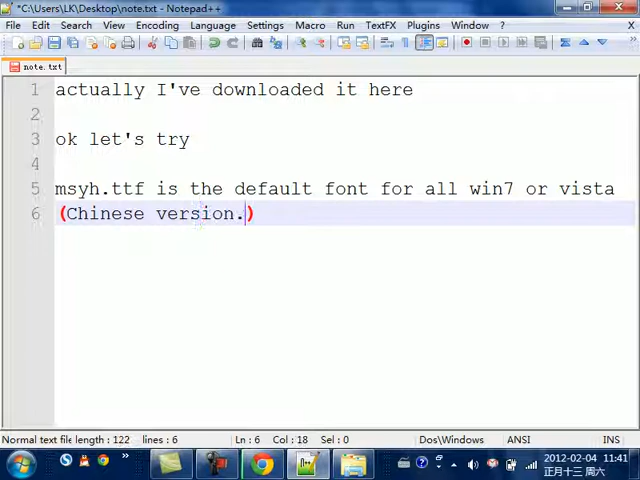 *C:\Users\LK\Desktop\note.txt - Notepad++
File Edit Search View Encoding Language Settings Macro Run TextFX Plugins Window ?
note.txt
1 actually I've downloaded it here
2
3 ok let's try
4
5 msyh.ttf is the default font for all win7 or vista
6 (Chinese version.)
Normal text file length : 122 lines : 6 Ln : 6 Col : 18 Sel : 0 Dos\Windows ANSI INS
2012-02-04 11:41
正月十三 周六